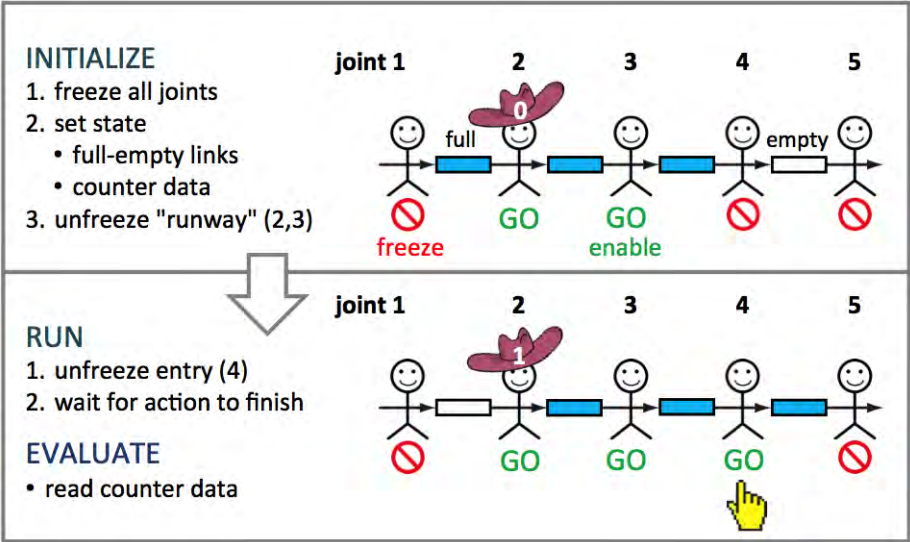 INITIALIZE
1. freeze all joints
2. set state
• full-empty links
• counter data
3. unfreeze "runway" (2,3)
joint 1 2 3 4 5
0
full empty
GO GO
freeze enable
RUN
1. unfreeze entry (4)
2. wait for action to finish
EVALUATE
• read counter data
joint 1 2 3 4 5
1
GO GO GO